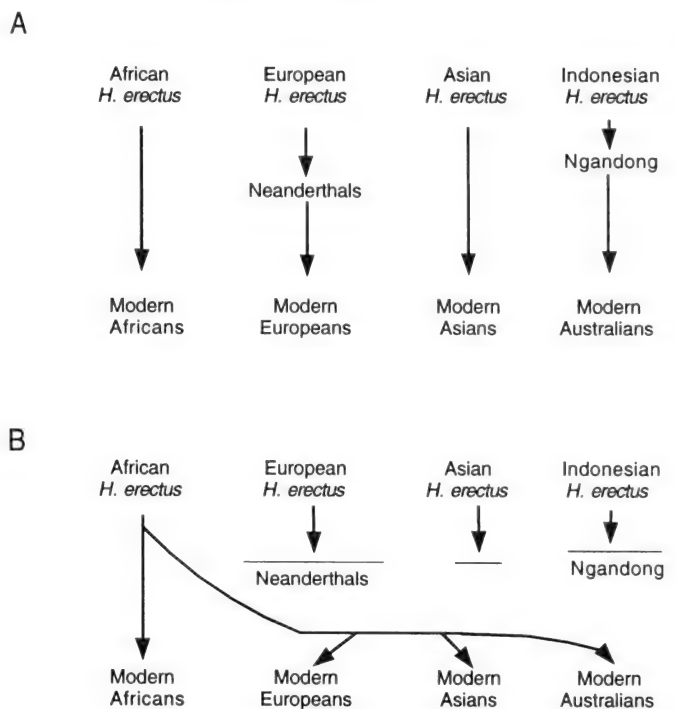 A
African European Asian Indonesian
H. erectus H. erectus H. erectus H. erectus
Ngandong
Neanderthals
Modern Modern Modern Modern
Africans Europeans Asians Australians
B
African European Asian Indonesian
H. erectus H. erectus H. erectus H. erectus
Neanderthals Ngandong
Modern Modern Modern Modern
Africans Europeans Asians Australians